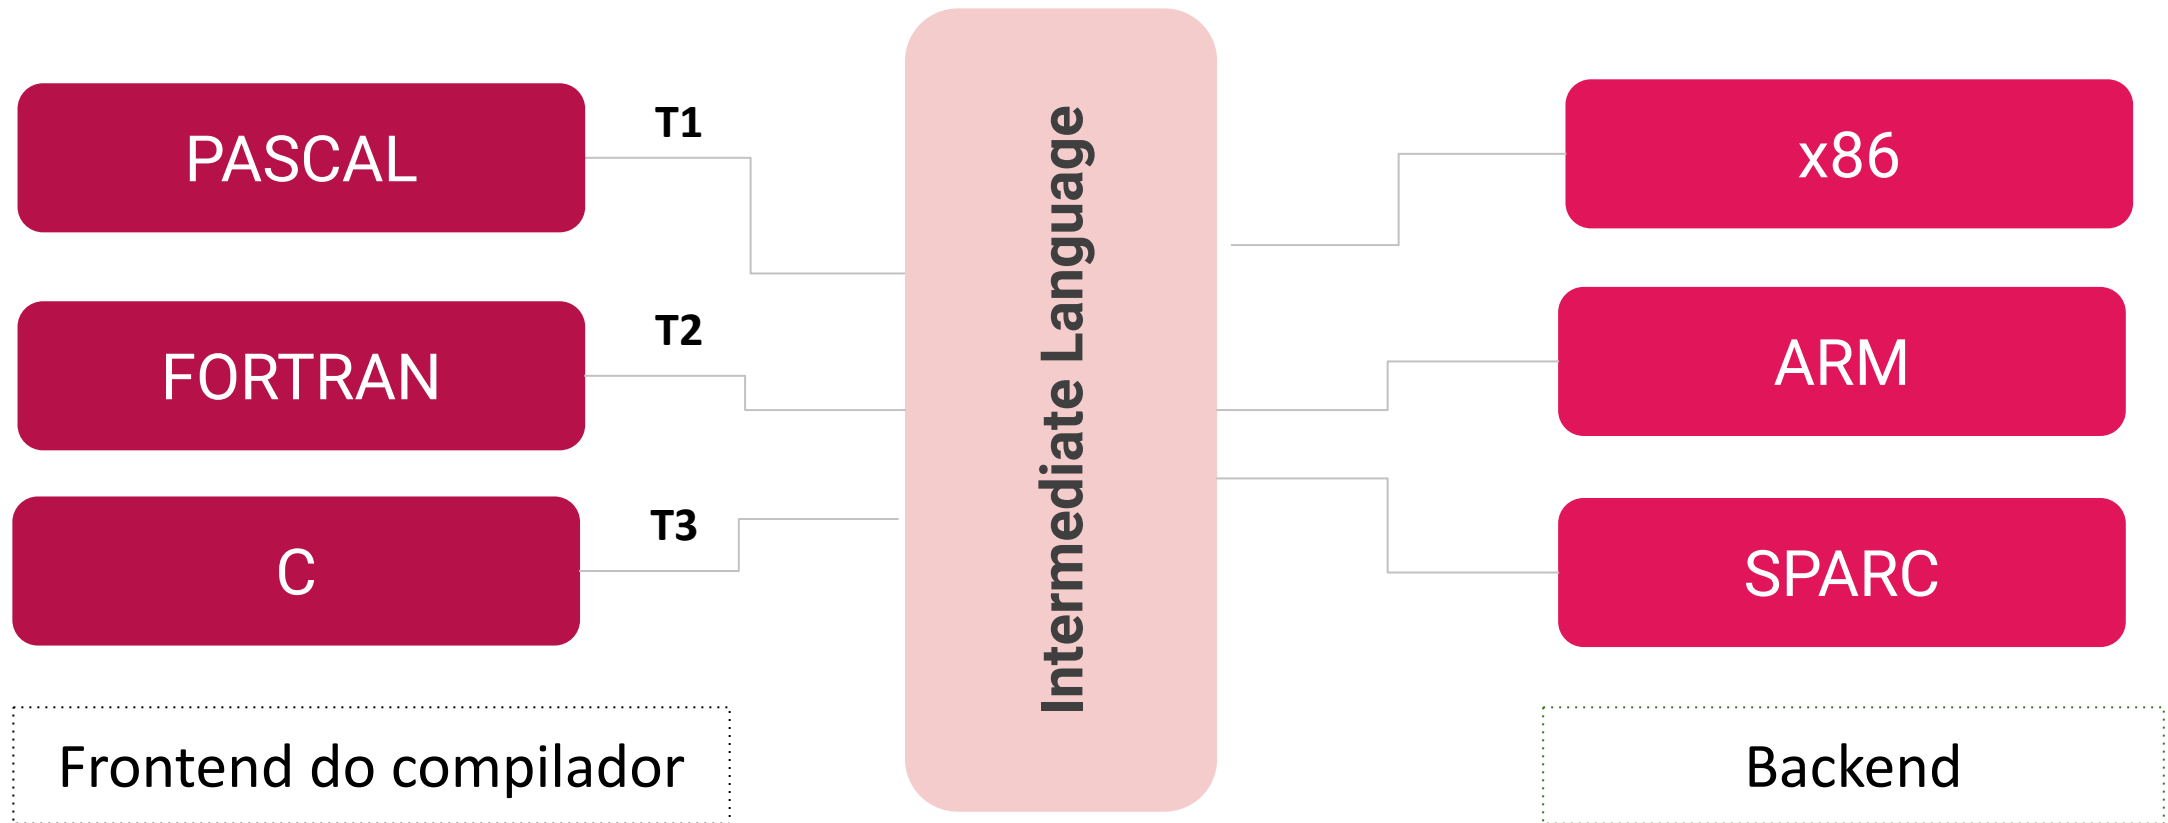 PASCAL
T1
x86
FORTRAN
T2
ARM
C
T3
SPARC
Intermediate Language
Frontend do compilador
Backend